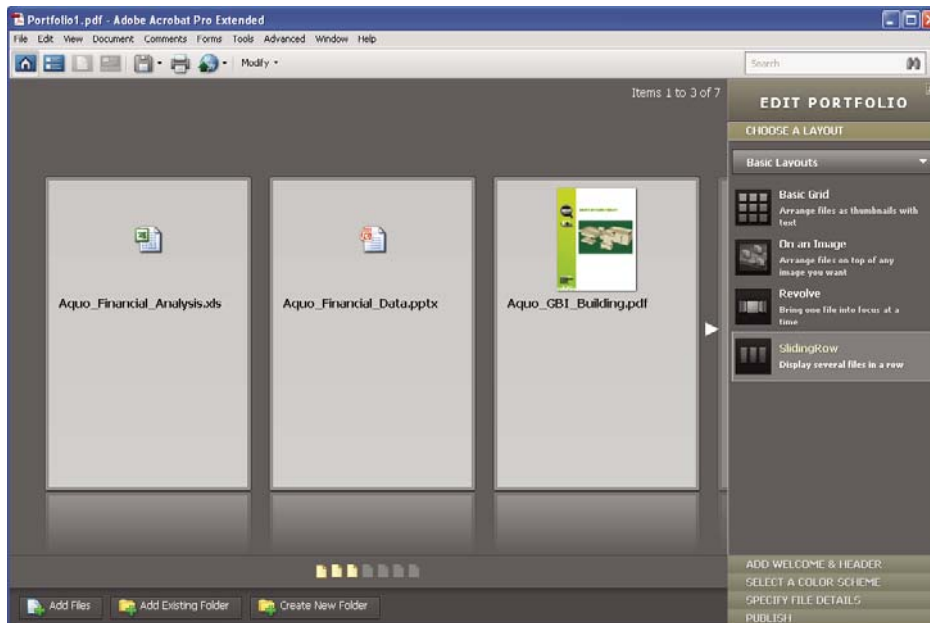 Portfolio1.pdf - Adobe Acrobat Pro Extended
File Edit View Document Comments Forms Tools Advanced Window Help
Modify
Search
Items 1 to 3 of 7
EDIT PORTFOLIO
CHOOSE A LAYOUT
Basic Layouts
Basic Grid
Arrange files as thumbnails with
text
On an Image
Arrange files on top of any
image you want
Revolve
Bring one file into focus at a
time
SlidingRow
Display several files in a row
Aquo_Financial_Analysis.xls
Aquo_Financial_Data.pptx
Aquo_GBI_Building.pdf
ADD WELCOME & HEADER
SELECT A COLOR SCHEME
SPECIFY FILE DETAILS
PUBLISH
Add Files
Add Existing Folder
Create New Folder